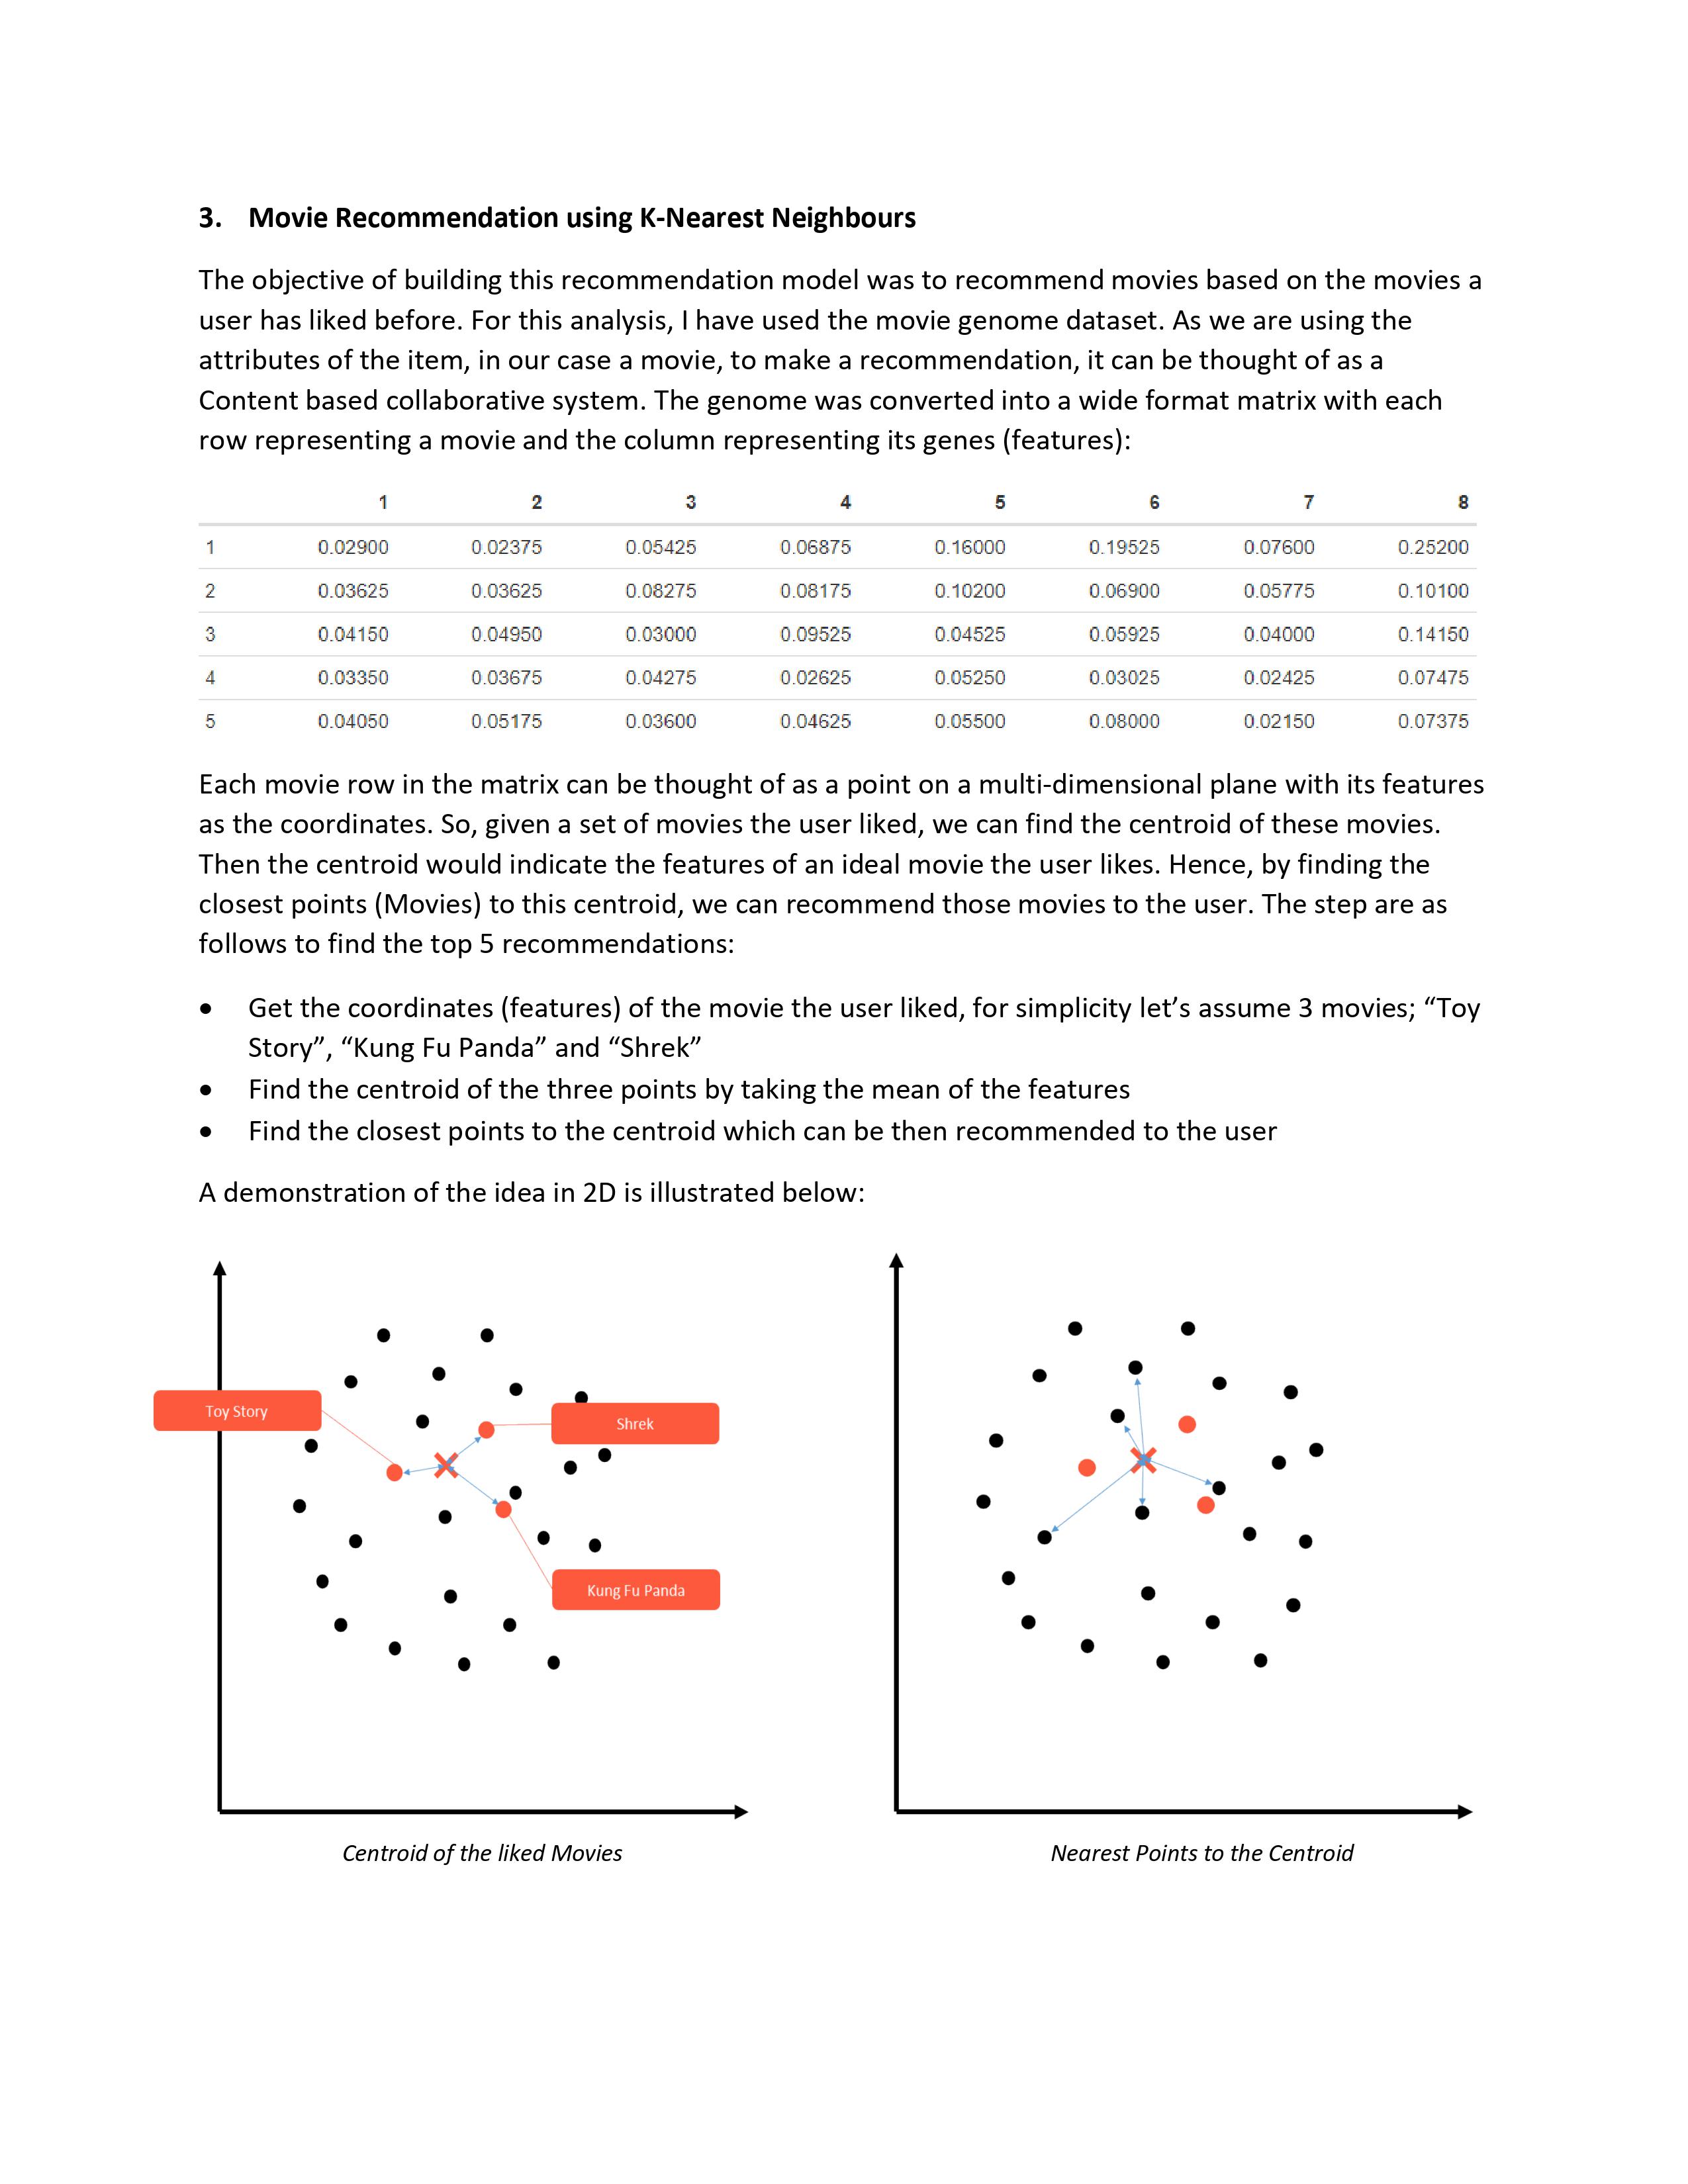 3. Movie Recommendation using K-Nearest Neighbours
The objective of building this recommendation model was to recommend movies based on the movies a
user has liked before. For this analysis, I have used the movie genome dataset. As we are using the
attributes of the item, in our case a movie, to make a recommendation, it can be thought of as a
Content based collaborative system. The genome was converted into a wide format matrix with each
row representing a movie and the column representing its genes (features):
1 2 3 4 5 6 7 8
1 0.02900 0.02375 0.05425 0.06875 0.16000 0.19525 0.07600 0.25200
2 0.03625 0.03625 0.08275 0.08175 0.10200 0.06900 0.05775 0.10100
3 0.04150 0.04950 0.03000 0.09525 0.04525 0.05925 0.04000 0.14150
4 0.03350 0.03675 0.04275 0.02625 0.05250 0.03025 0.02425 0.07475
5 0.04050 0.05175 0.03600 0.04625 0.05500 0.08000 0.02150 0.07375
Each movie row in the matrix can be thought of as a point on a multi-dimensional plane with its features
as the coordinates. So, given a set of movies the user liked, we can find the centroid of these movies.
Then the centroid would indicate the features of an ideal movie the user likes. Hence, by finding the
closest points (Movies) to this centroid, we can recommend those movies to the user. The step are as
follows to find the top 5 recommendations:
• Get the coordinates (features) of the movie the user liked, for simplicity let’s assume 3 movies; “Toy
Story”, “Kung Fu Panda” and “Shrek”
• Find the centroid of the three points by taking the mean of the features
• Find the closest points to the centroid which can be then recommended to the user
A demonstration of the idea in 2D is illustrated below:
Toy Story
Shrek
Kung Fu Panda
Centroid of the liked Movies
Nearest Points to the Centroid